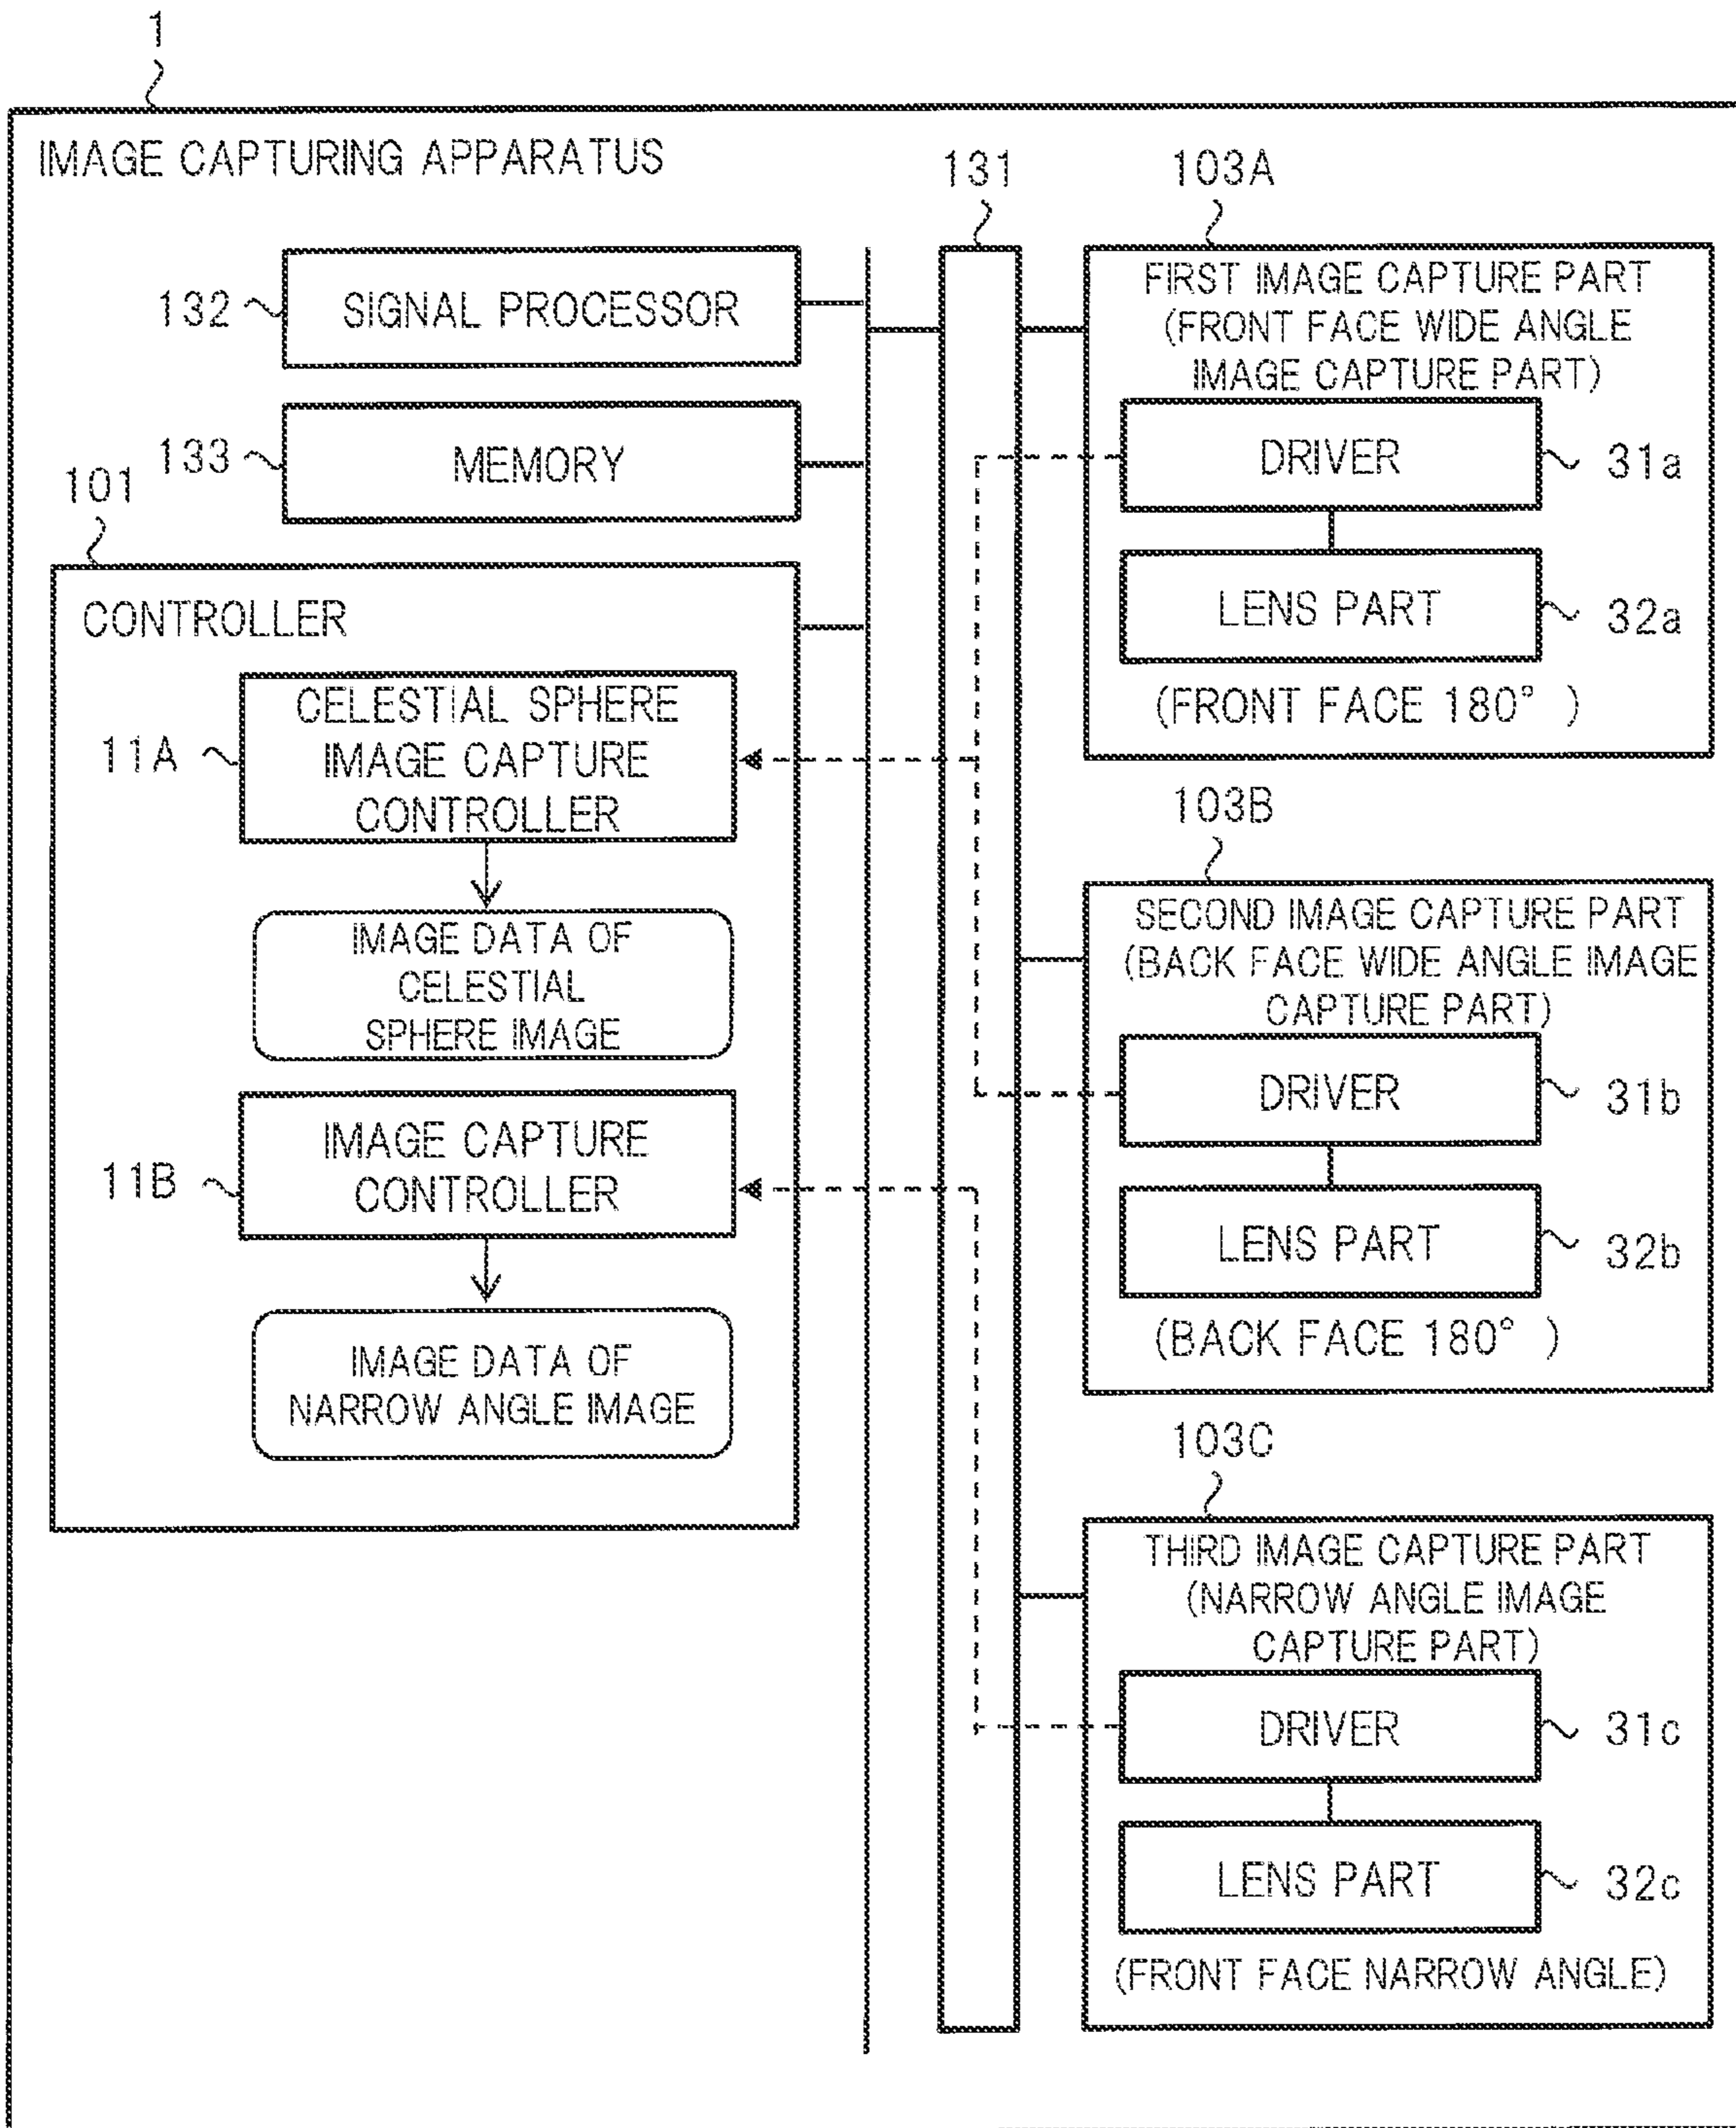 1
IMAGE CAPTURING APPARATUS
131
103A
132
SIGNAL PROCESSOR
133
MEMORY
101
CONTROLLER
11A
CELESTIAL SPHERE
IMAGE CAPTURE
CONTROLLER
IMAGE DATA OF
CELESTIAL
SPHERE IMAGE
11B
IMAGE CAPTURE
CONTROLLER
IMAGE DATA OF
NARROW ANGLE IMAGE
FIRST IMAGE CAPTURE PART
(FRONT FACE WIDE ANGLE
IMAGE CAPTURE PART)
DRIVER
31a
LENS PART
32a
(FRONT FACE 180° )
103B
SECOND IMAGE CAPTURE PART
(BACK FACE WIDE ANGLE IMAGE
CAPTURE PART)
DRIVER
31b
LENS PART
32b
(BACK FACE 180° )
103C
THIRD IMAGE CAPTURE PART
(NARROW ANGLE IMAGE
CAPTURE PART)
DRIVER
31c
LENS PART
32c
(FRONT FACE NARROW ANGLE)